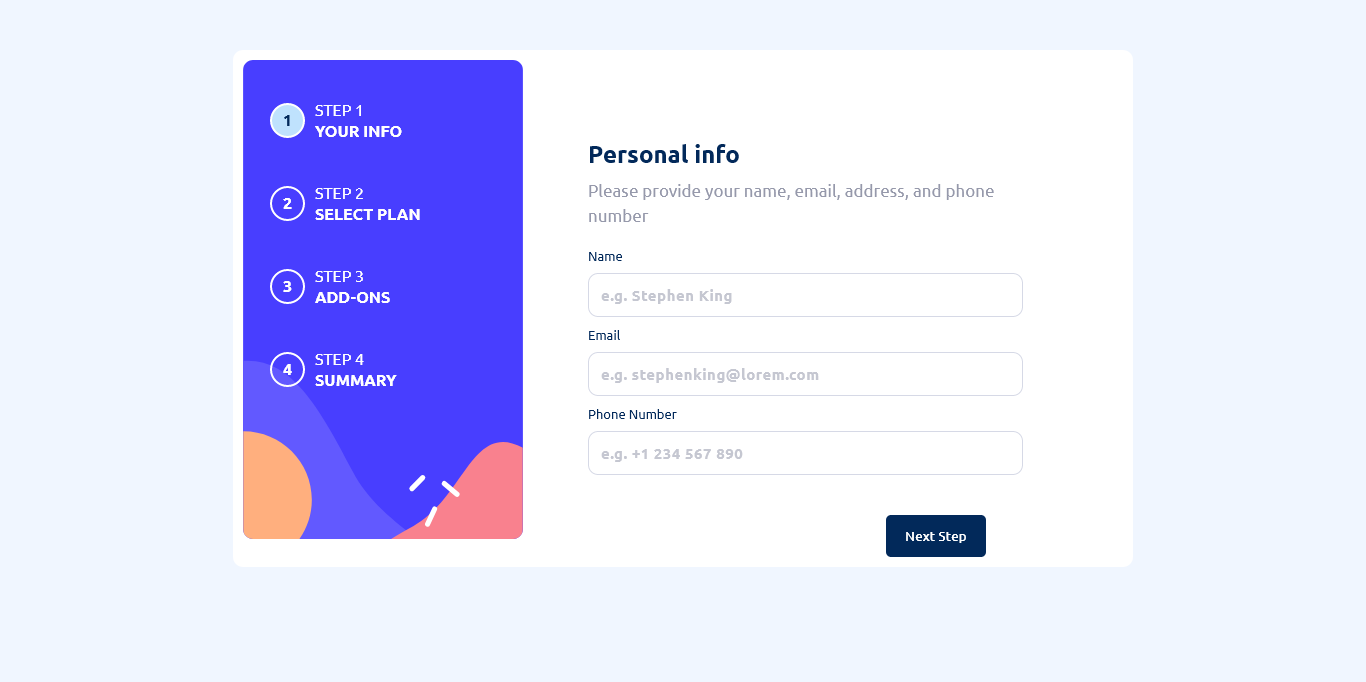 1
STEP 1
YOUR INFO
2
STEP 2
SELECT PLAN
3
STEP 3
ADD-ONS
4
STEP 4
SUMMARY
Personal info
Please provide your name, email, address, and phone
number
Name
e.g. Stephen King
Email
e.g. stephenking@lorem.com
Phone Number
e.g. +1 234 567 890
Next Step